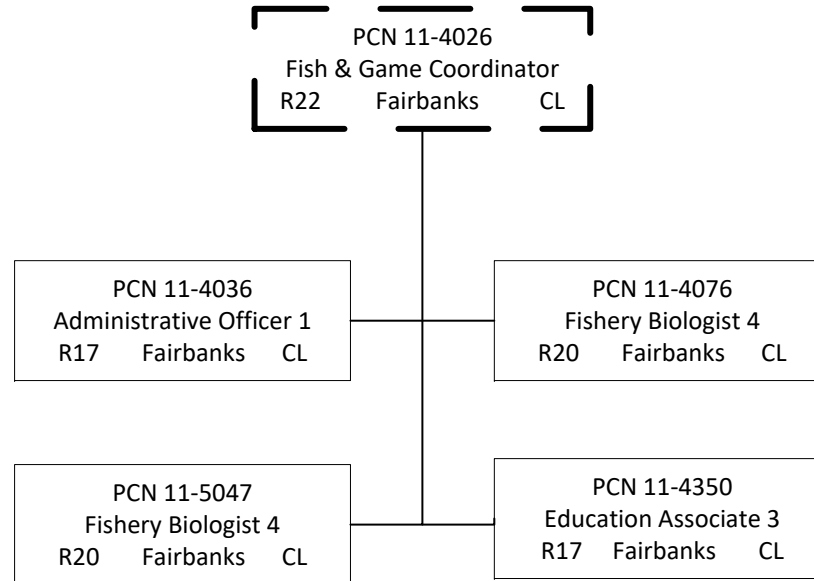 PCN 11-4026
Fish & Game Coordinator
R22 Fairbanks CL
PCN 11-4036
Administrative Officer 1
R17 Fairbanks CL
PCN 11-4076
Fishery Biologist 4
R20 Fairbanks CL
PCN 11-5047
Fishery Biologist 4
R20 Fairbanks CL
PCN 11-4350
Education Associate 3
R17 Fairbanks CL